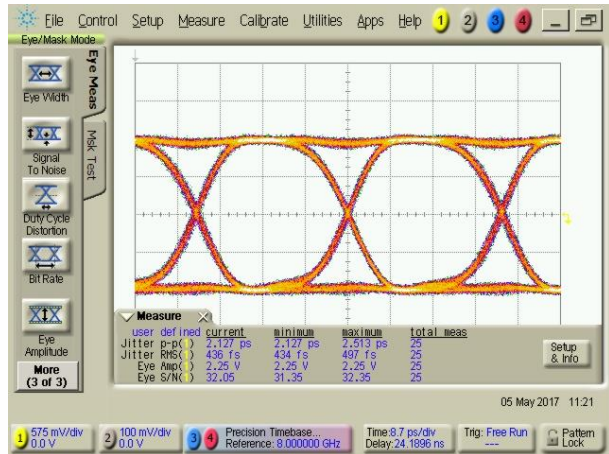 File Control Setup Measure Calibrate Utilities Apps Help 1 2 3 4
Eye/Mask Mode
Eye Meas
Msk Test
Eye Width
Signal
To Noise
Duty Cycle
Distortion
Bit Rate
Eye
Amplitude
More
(3 of 3)
Measure
user defined current minimum maximum total meas
Jitter p-p(1) 2.127 ps 2.127 ps 2.513 ps 25
Jitter RMS(1) 436 fs 434 fs 497 fs 25
Eye Amp(1) 2.25 V 2.25 V 2.25 V 25
Eye S/N(1) 32.05 31.35 32.35 25
Setup
& Info
05 May 2017 11:21
1 575 mV/div
0.0 V
2 100 mV/div
0.0 V
3 4 Precision Timebase...
Reference: 8.000000 GHz
Time:8.7 ps/div
Delay:24.1896 ns
Trig: Free Run
---
Pattern
Lock